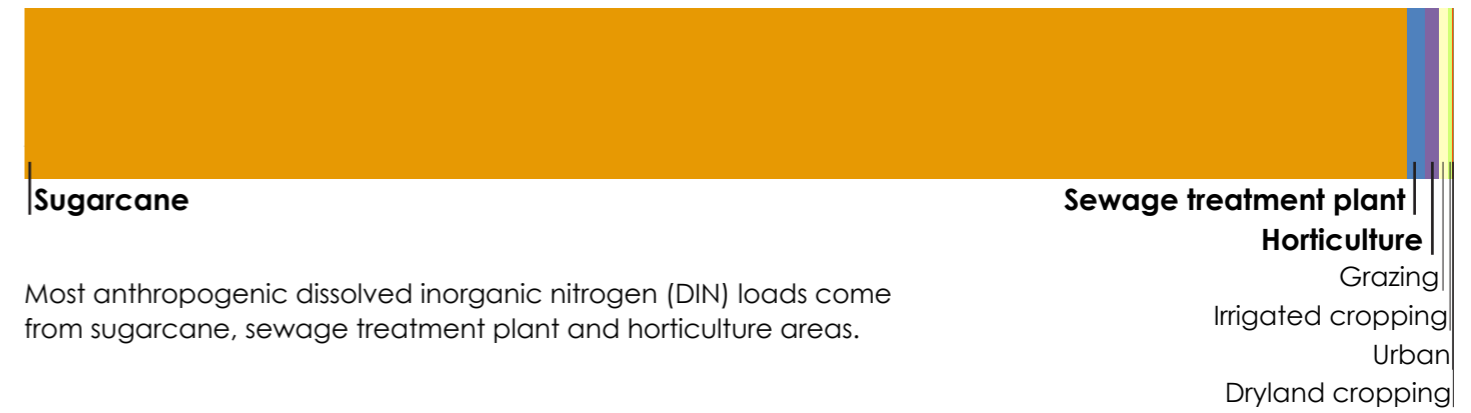 Sugarcane
Sewage treatment plant
Horticulture
Grazing
Irrigated cropping
Urban
Dryland cropping
Most anthropogenic dissolved inorganic nitrogen (DIN) loads come
from sugarcane, sewage treatment plant and horticulture areas.